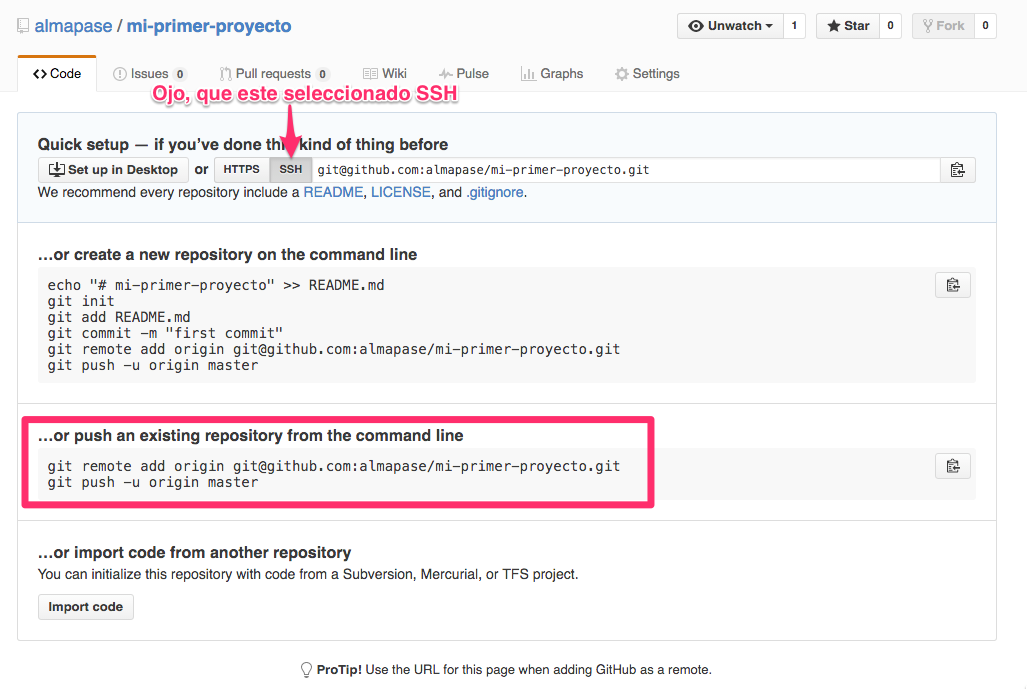 almapase / mi-primer-proyecto
Unwatch 1 Star 0 Fork 0
Code Issues 0 Pull requests 0 Wiki Pulse Graphs Settings
Ojo, que este seleccionado SSH
Quick setup — if you've done this kind of thing before
Set up in Desktop or HTTPS SSH git@github.com:almapase/mi-primer-proyecto.git
We recommend every repository include a README, LICENSE, and .gitignore.
…or create a new repository on the command line
echo "# mi-primer-proyecto" >> README.md
git init
git add README.md
git commit -m "first commit"
git remote add origin git@github.com:almapase/mi-primer-proyecto.git
git push -u origin master
…or push an existing repository from the command line
git remote add origin git@github.com:almapase/mi-primer-proyecto.git
git push -u origin master
…or import code from another repository
You can initialize this repository with code from a Subversion, Mercurial, or TFS project.
Import code
ProTip! Use the URL for this page when adding GitHub as a remote.